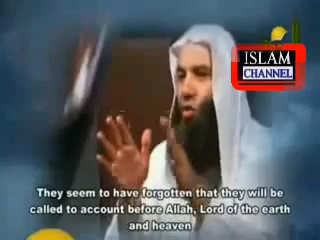 ISLAM
CHANNEL
They seem to have forgotten that they will be
called to account before Allah, Lord of the earth
and heaven